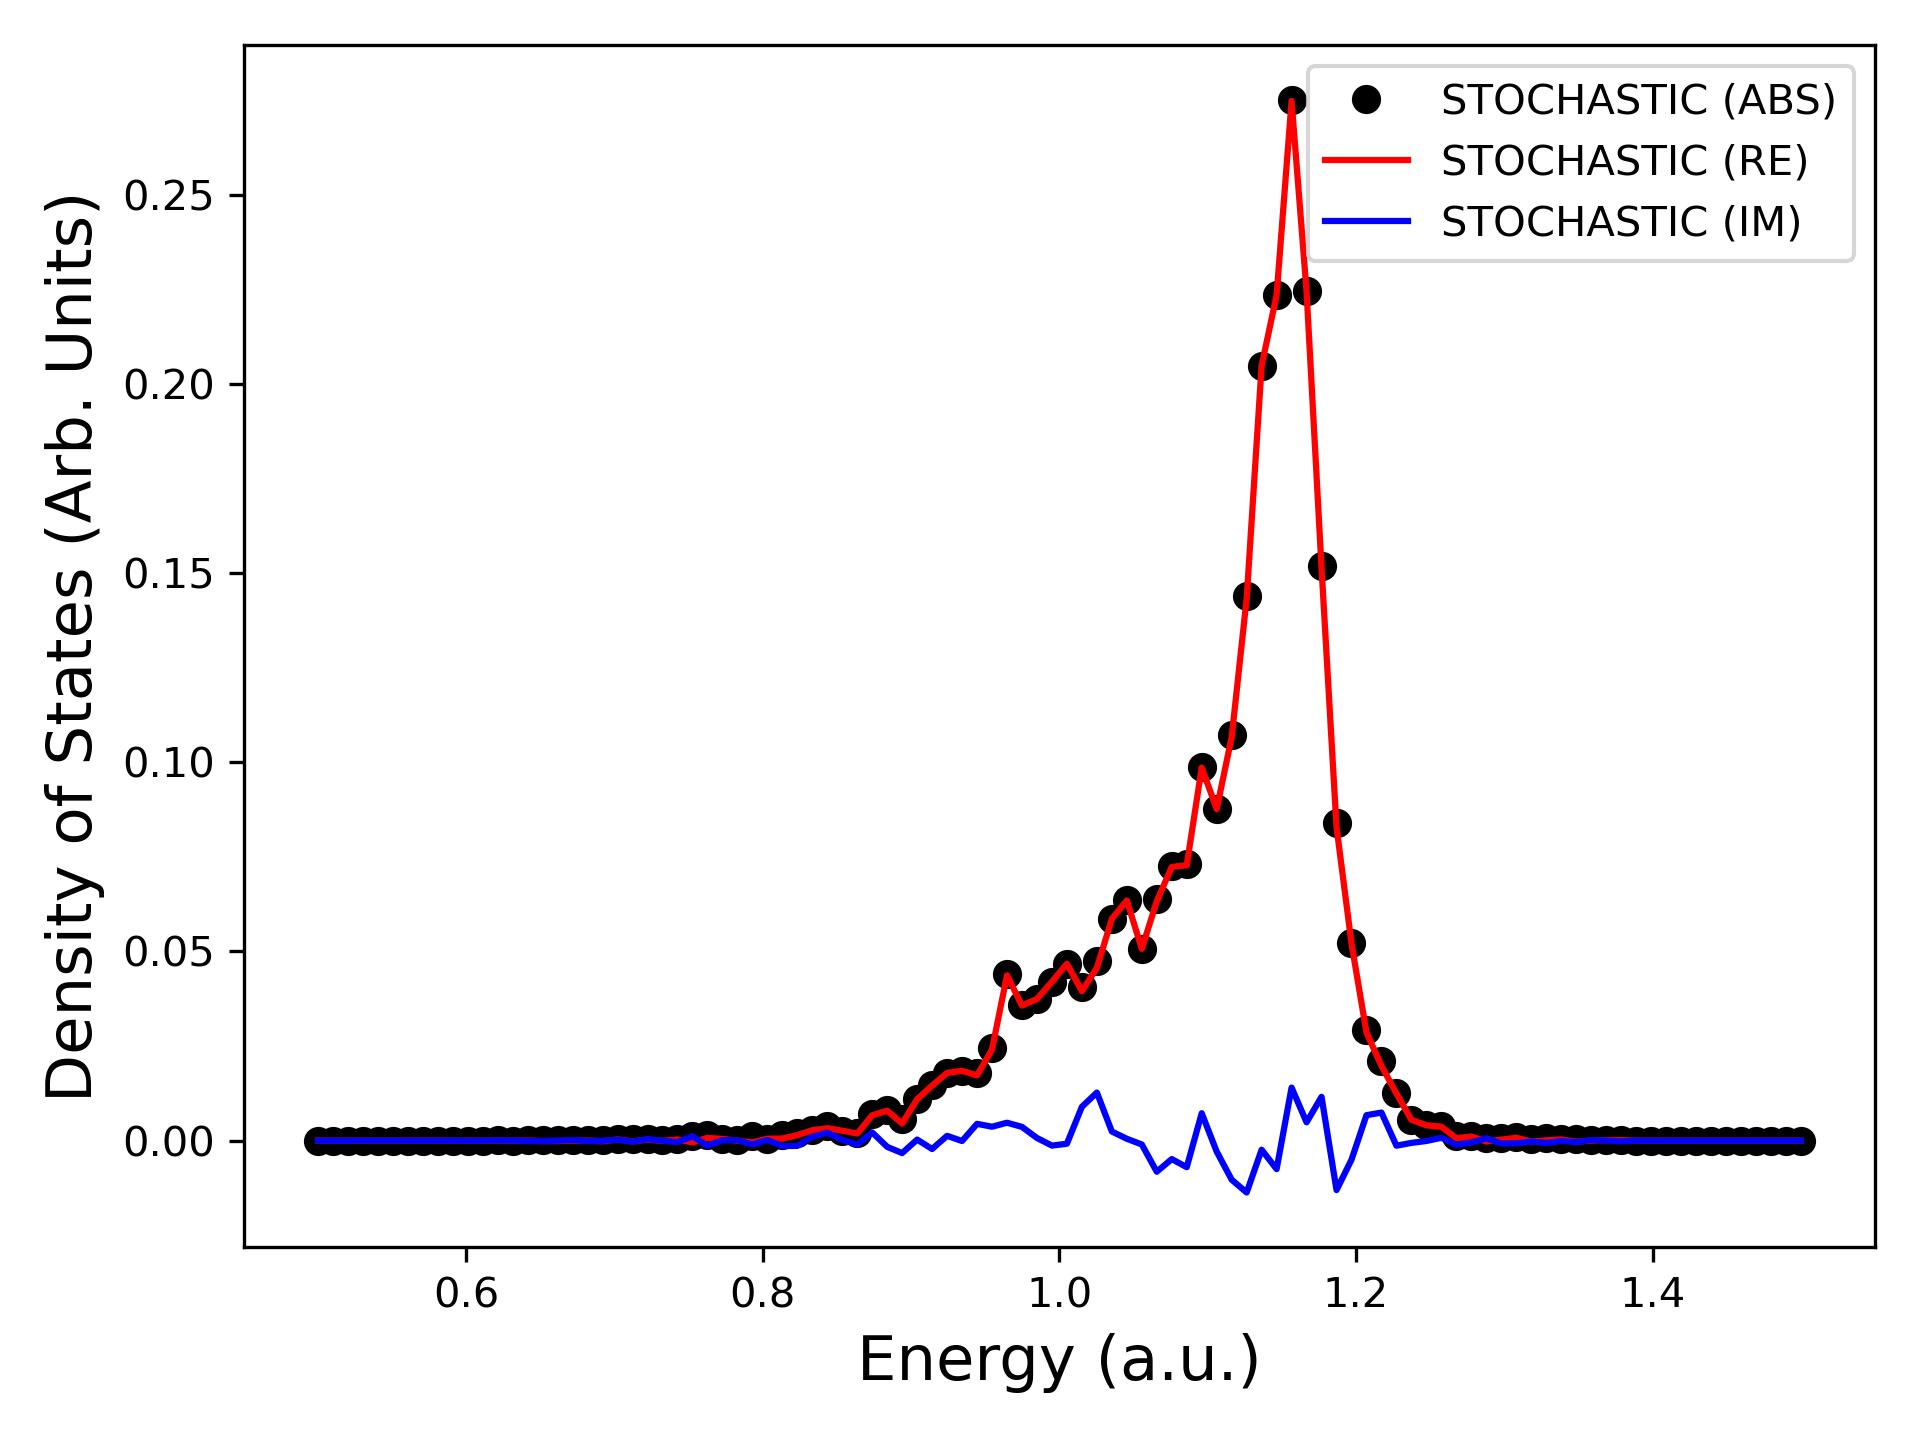 STOCHASTIC (ABS)
STOCHASTIC (RE)
STOCHASTIC (IM)
Density of States (Arb. Units)
0.25
0.20
0.15
0.10
0.05
0.00
0.6
0.8
1.0
1.2
1.4
Energy (a.u.)